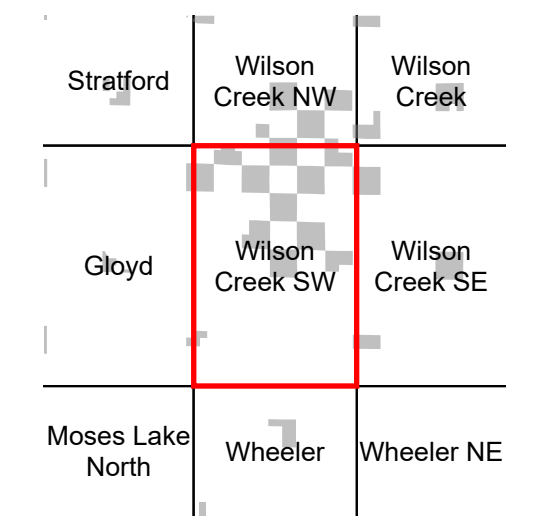 Stratford
Wilson
Creek NW
Wilson
Creek
Gloyd
Wilson
Creek SW
Wilson
Creek SE
Moses Lake
North
Wheeler
Wheeler NE